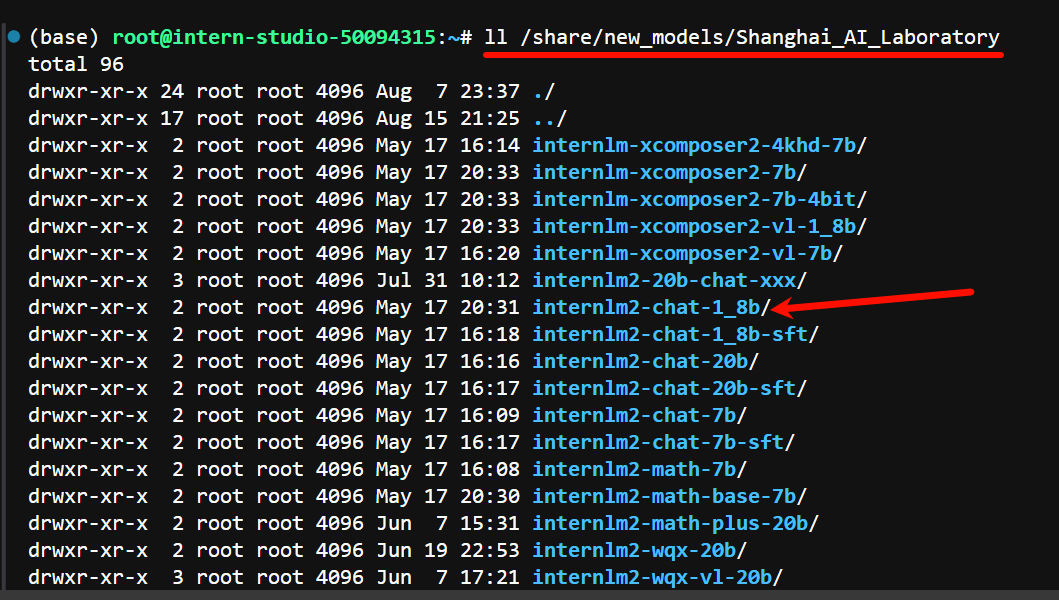 (base) root@intern-studio-50094315:~# ll /share/new_models/Shanghai_AI_Laboratory
total 96
drwxr-xr-x 24 root root 4096 Aug  7 23:37 ./
drwxr-xr-x 17 root root 4096 Aug 15 21:25 ../
drwxr-xr-x  2 root root 4096 May 17 16:14 internlm-xcomposer2-4khd-7b/
drwxr-xr-x  2 root root 4096 May 17 20:33 internlm-xcomposer2-7b/
drwxr-xr-x  2 root root 4096 May 17 20:33 internlm-xcomposer2-7b-4bit/
drwxr-xr-x  2 root root 4096 May 17 20:33 internlm-xcomposer2-vl-1_8b/
drwxr-xr-x  2 root root 4096 May 17 16:20 internlm-xcomposer2-vl-7b/
drwxr-xr-x  3 root root 4096 Jul 31 10:12 internlm2-20b-chat-xxx/
drwxr-xr-x  2 root root 4096 May 17 20:31 internlm2-chat-1_8b/
drwxr-xr-x  2 root root 4096 May 17 16:18 internlm2-chat-1_8b-sft/
drwxr-xr-x  2 root root 4096 May 17 16:16 internlm2-chat-20b/
drwxr-xr-x  2 root root 4096 May 17 16:17 internlm2-chat-20b-sft/
drwxr-xr-x  2 root root 4096 May 17 16:09 internlm2-chat-7b/
drwxr-xr-x  2 root root 4096 May 17 16:17 internlm2-chat-7b-sft/
drwxr-xr-x  2 root root 4096 May 17 16:08 internlm2-math-7b/
drwxr-xr-x  2 root root 4096 May 17 20:30 internlm2-math-base-7b/
drwxr-xr-x  2 root root 4096 Jun  7 15:31 internlm2-math-plus-20b/
drwxr-xr-x  2 root root 4096 Jun 19 22:53 internlm2-wqx-20b/
drwxr-xr-x  3 root root 4096 Jun  7 17:21 internlm2-wqx-vl-20b/